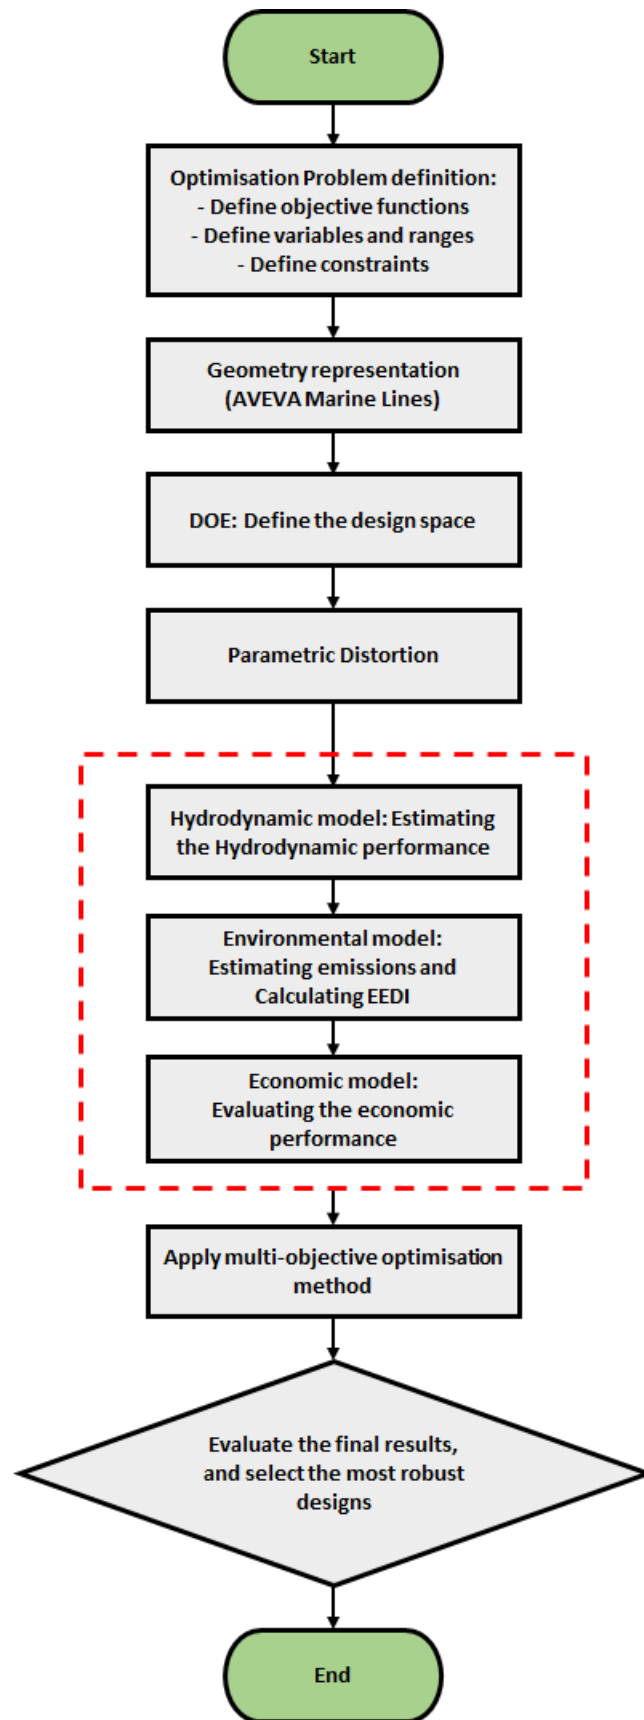 Start
Optimisation Problem definition:
- Define objective functions
- Define variables and ranges
- Define constraints
Geometry representation
(AVEVA Marine Lines)
DOE: Define the design space
Parametric Distortion
Hydrodynamic model: Estimating
the Hydrodynamic performance
Environmental model:
Estimating emissions and
Calculating EEDI
Economic model:
Evaluating the economic
performance
Apply multi-objective optimisation
method
Evaluate the final results,
and select the most robust
designs
End